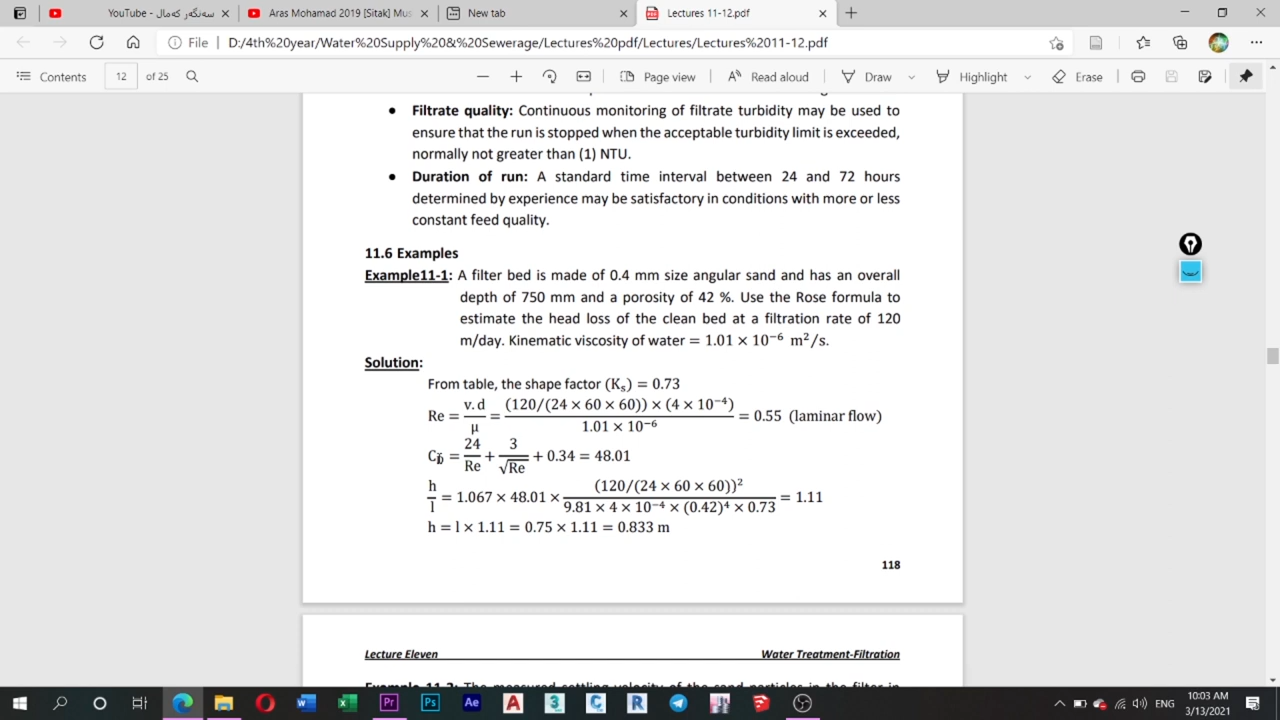 YouTube - سەنگەر کەمال
Aras Mohamad 2019 [Sitak] Mus
New tab
Lectures 11-12.pdf
File
D:/4th%20year/Water%20Supply%20&%20Sewerage/Lectures%20pdf/Lectures/Lectures%2011-12.pdf
Contents 12 of 25 Page view Read aloud Draw Highlight Erase
• Filtrate quality: Continuous monitoring of filtrate turbidity may be used to
ensure that the run is stopped when the acceptable turbidity limit is exceeded,
normally not greater than (1) NTU.
• Duration of run: A standard time interval between 24 and 72 hours
determined by experience may be satisfactory in conditions with more or less
constant feed quality.
11.6 Examples
Example11-1: A filter bed is made of 0.4 mm size angular sand and has an overall
depth of 750 mm and a porosity of 42 %. Use the Rose formula to
estimate the head loss of the clean bed at a filtration rate of 120
m/day. Kinematic viscosity of water = 1.01 × 10⁻⁶ m²/s.
Solution:
From table, the shape factor (Kₛ) = 0.73
Re = v.d / μ = (120/(24 × 60 × 60)) × (4 × 10⁻⁴) / 1.01 × 10⁻⁶ = 0.55 (laminar flow)
C_D = 24 / Re + 3 / √Re + 0.34 = 48.01
h / l = 1.067 × 48.01 × (120/(24 × 60 × 60))² / 9.81 × 4 × 10⁻⁴ × (0.42)⁴ × 0.73 = 1.11
h = l × 1.11 = 0.75 × 1.11 = 0.833 m
118
Lecture Eleven Water Treatment-Filtration
ENG
10:03 AM
3/13/2021